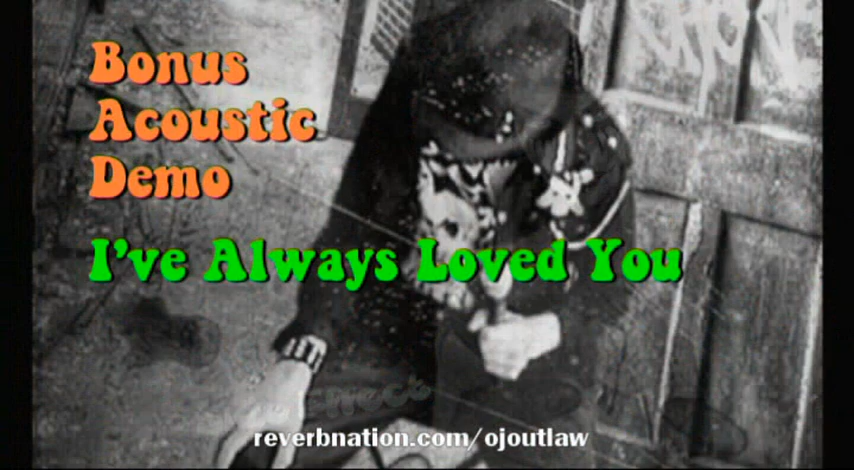 Bonus
Acoustic
Demo
I've Always Loved You
reverbnation.com/ojoutlaw